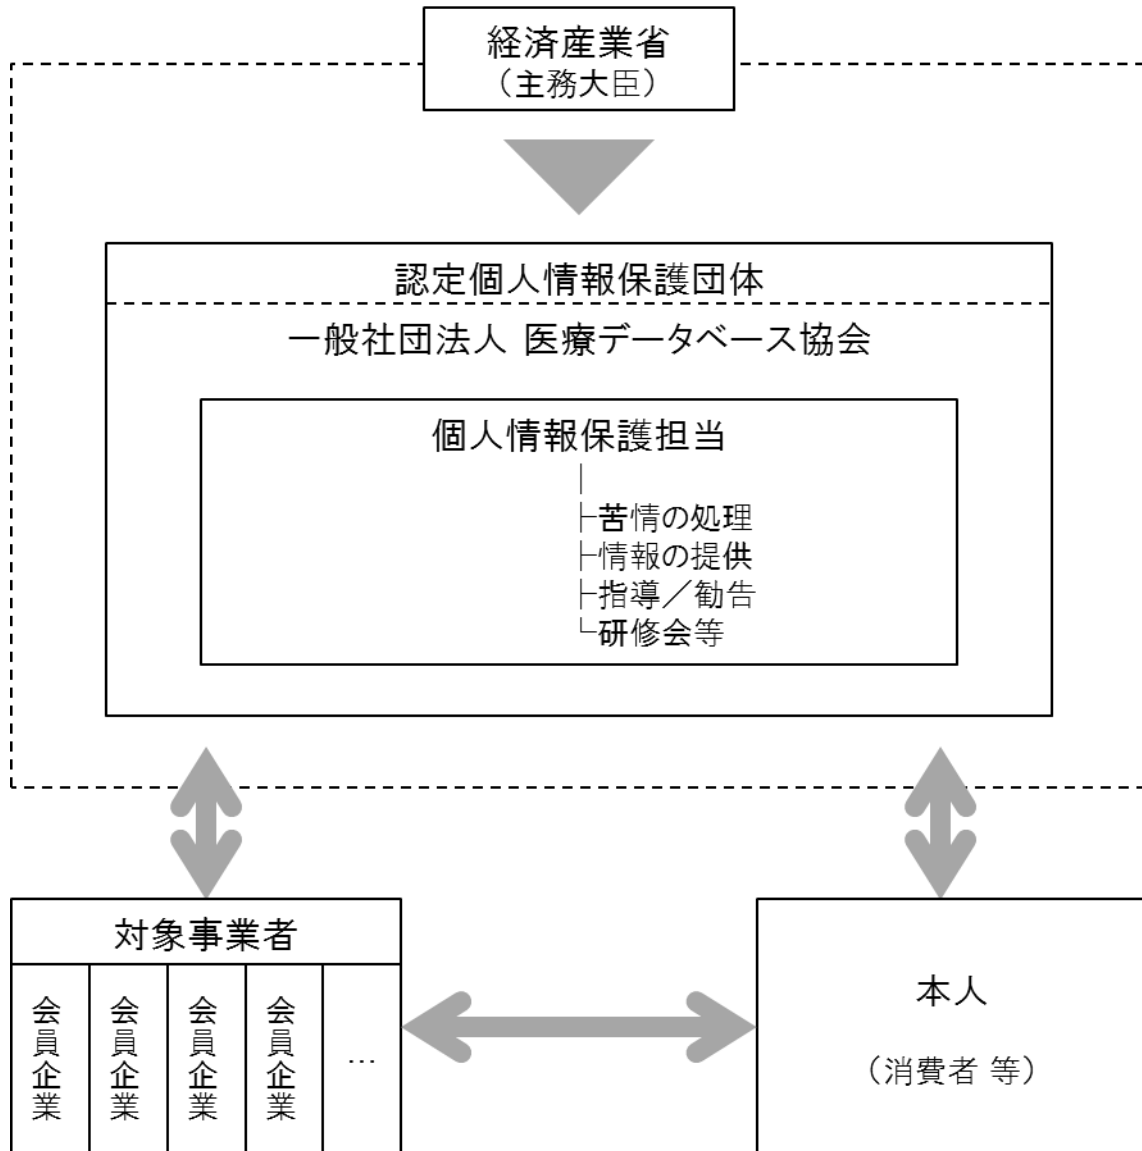 経済産業省
（主務大臣）
認定個人情報保護団体
一般社団法人 医療データベース協会
個人情報保護担当
苦情の処理
情報の提供
指導／勧告
研修会等
対象事業者
会員企業
会員企業
会員企業
会員企業
…
本人
（消費者 等）